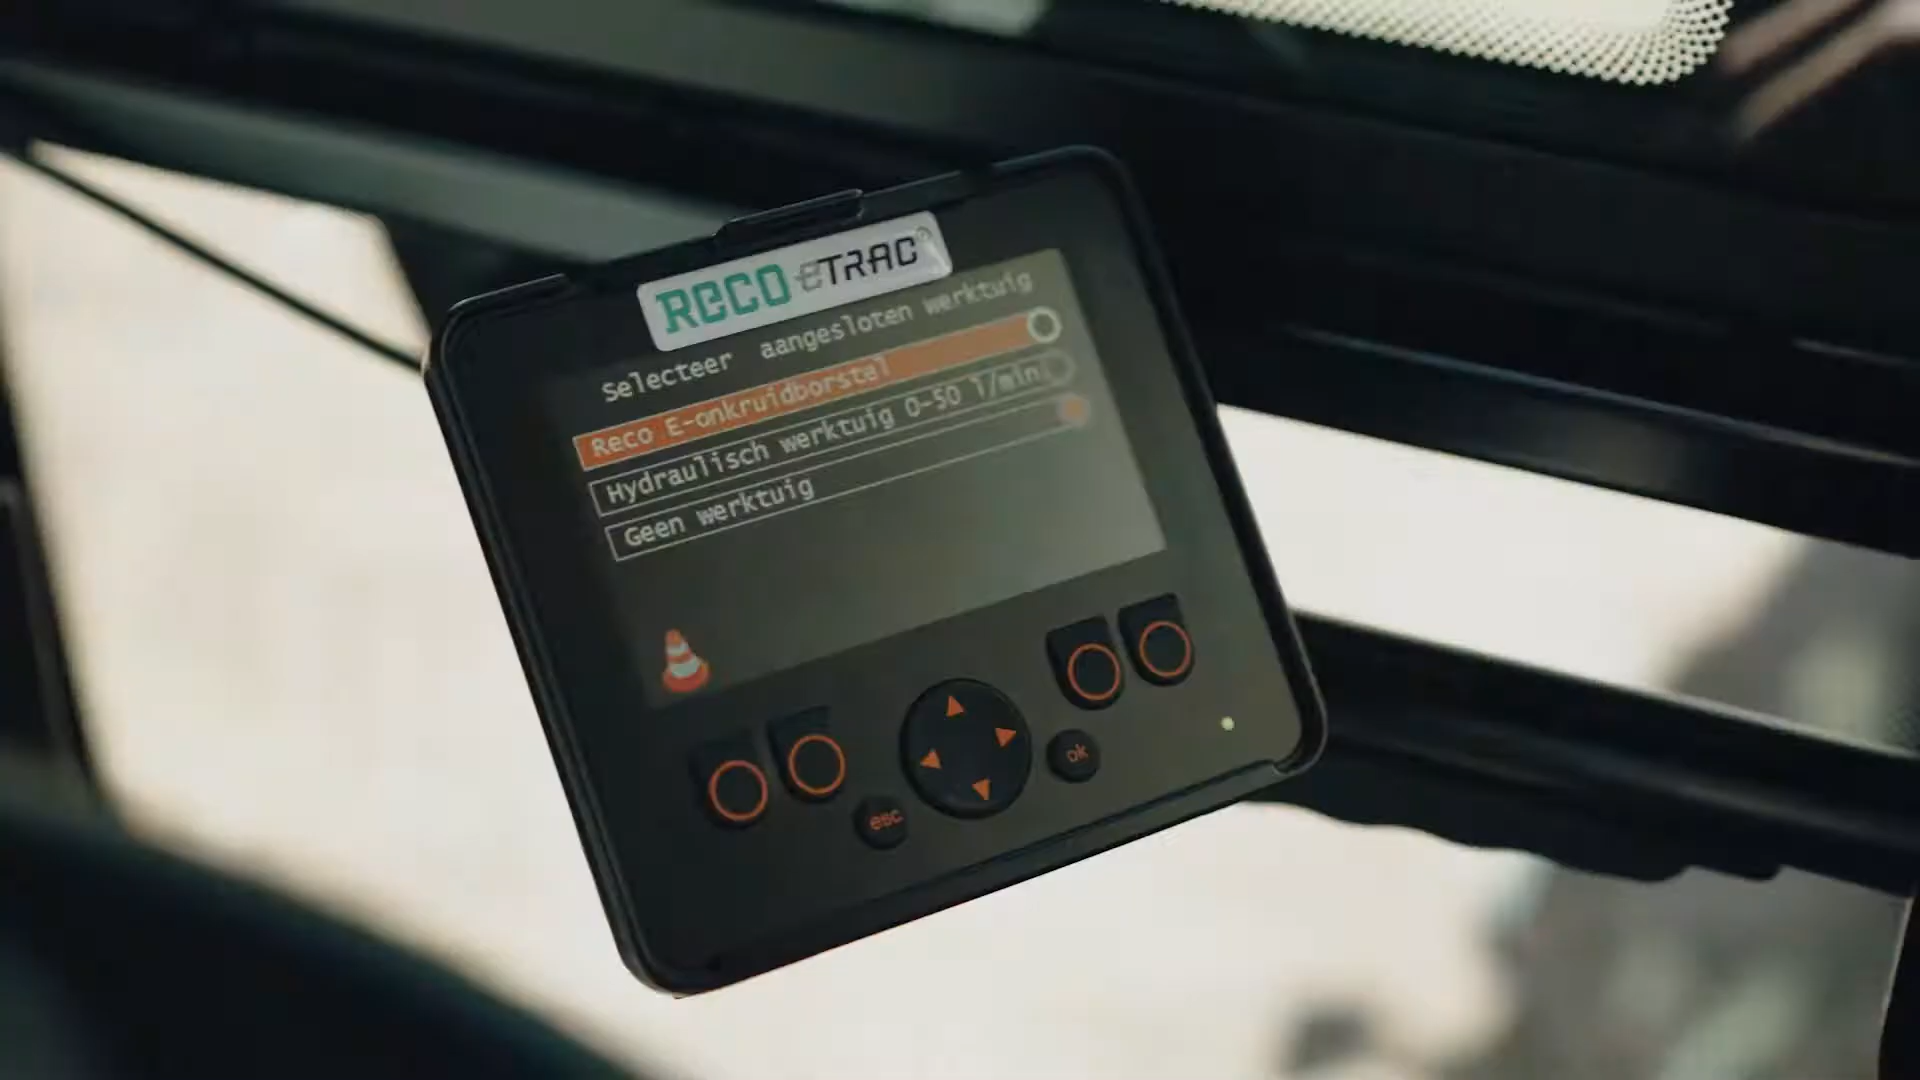 RECO eTRAC®
Selecteer aangesloten werktuig
Reco E-onkruidborstel
Hydraulisch werktuig 0-50 l/min
Geen werktuig
esc
ok